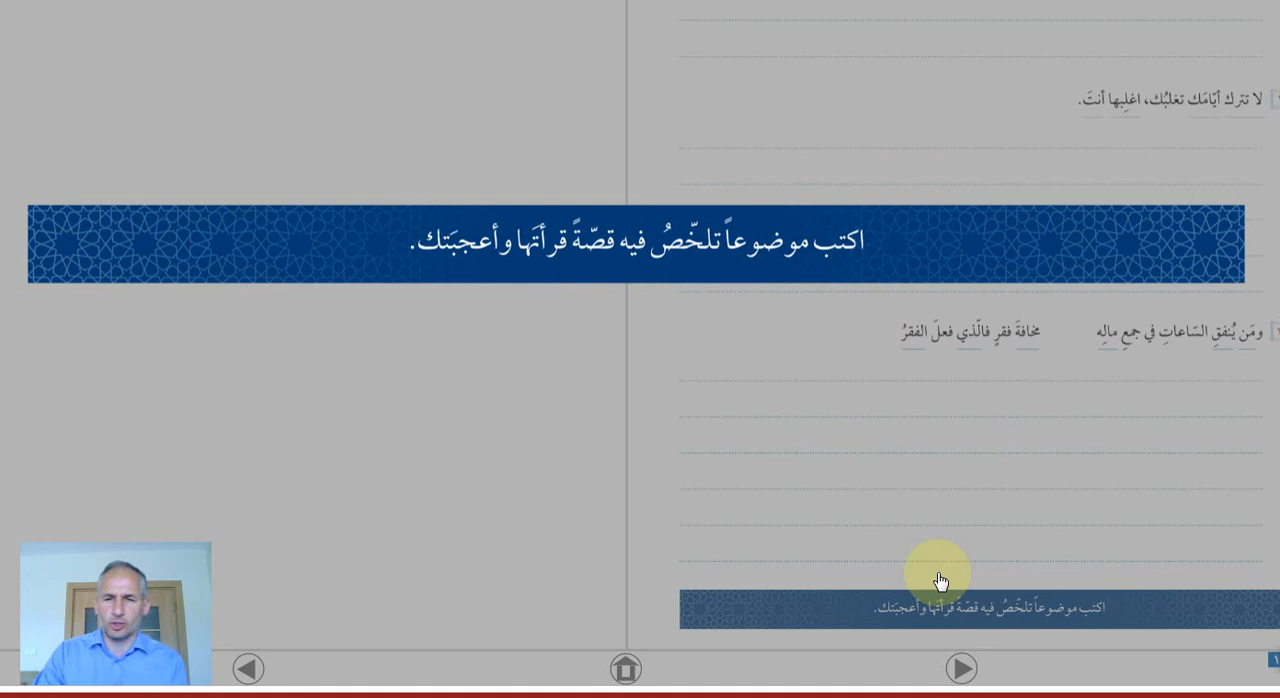 لا تترك أيّامَك تغلبُك، اغلِبها أنتَ.
اكتب موضوعاً تلخّصُ فيه قصّةً قرأتَها وأعجبَتك.
ومَن يُنفقِ السّاعاتِ في جمعِ مالِه مخافةَ فقرٍ فالّذي فعلَ الفقرُ
اكتب موضوعاً تلخّصُ فيه قصّةً قرأتَها وأعجبَتك.